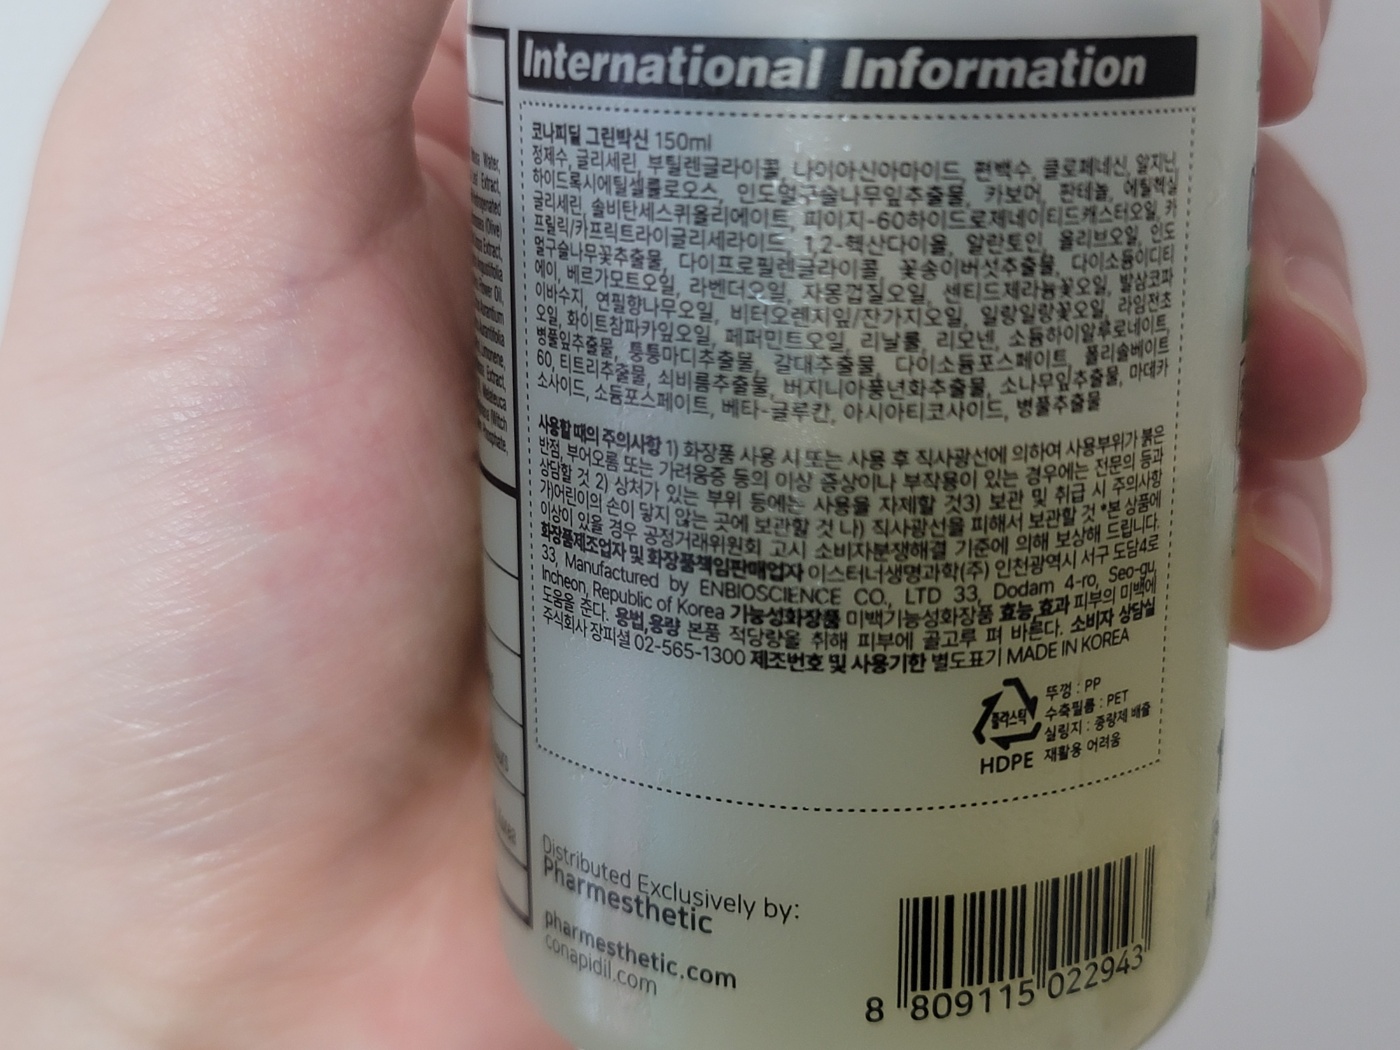 International Information
코나피딜 그린박신 150ml
정제수, 글리세린, 부틸렌글라이콜, 나이아신아마이드, 편백수, 클로페네신, 알지닌,
하이드록시에틸셀룰로오스, 인도멀구슬나무잎추출물, 카보머, 판테놀, 에틸헥실
글리세린, 솔비탄세스퀴올리에이트, 피이지-60하이드로제네이티드캐스터오일, 카
프릴릭/카프릭트라이글리세라이드, 1,2-헥산다이올, 알란토인, 올리브오일, 인도
멀구슬나무꽃추출물, 다이프로필렌글라이콜, 꽃송이버섯추출물, 다이소듐이디티
에이, 베르가모트오일, 라벤더오일, 자몽껍질오일, 센티드제라늄꽃오일, 발삼코파
이바수지, 연필향나무오일, 비터오렌지잎/잔가지오일, 일랑일랑꽃오일, 라임전초
오일, 화이트참파카잎오일, 페퍼민트오일, 리날룰, 리모넨, 소듐하이알루로네이트,
병풀잎추출물, 퉁퉁마디추출물, 갈대추출물, 다이소듐포스페이트, 폴리솔베이트
60, 티트리추출물, 쇠비름추출물, 버지니아풍년화추출물, 소나무잎추출물, 마데카
소사이드, 소듐포스페이트, 베타-글루칸, 아시아티코사이드, 병풀추출물
사용할 때의 주의사항 1) 화장품 사용 시 또는 사용 후 직사광선에 의하여 사용부위가 붉은
반점, 부어오름 또는 가려움증 등의 이상 증상이나 부작용이 있는 경우에는 전문의 등과
상담할 것 2) 상처가 있는 부위 등에는 사용을 자제할 것3) 보관 및 취급 시 주의사항
가)어린이의 손이 닿지 않는 곳에 보관할 것 나) 직사광선을 피해서 보관할 것 *본 상품에
이상이 있을 경우 공정거래위원회 고시 소비자분쟁해결 기준에 의해 보상해 드립니다.
화장품제조업자 및 화장품책임판매업자 이스터너생명과학(주) 인천광역시 서구 도담4로
33, Manufactured by ENBIOSCIENCE CO., LTD 33, Dodam 4-ro, Seo-gu,
Incheon, Republic of Korea 기능성화장품 미백기능성화장품 효능,효과 피부의 미백에
도움을 준다. 용법,용량 본품 적당량을 취해 피부에 골고루 펴 바른다. 소비자 상담실
주식회사 장피셜 02-565-1300 제조번호 및 사용기한 별도표기 MADE IN KOREA
플라스틱
HDPE
뚜껑 : PP
수축필름 : PET
실링지 : 종량제 배출
재활용 어려움
Distributed Exclusively by:
Pharmesthetic
pharmesthetic.com
conapidil.com
8 809115 022943